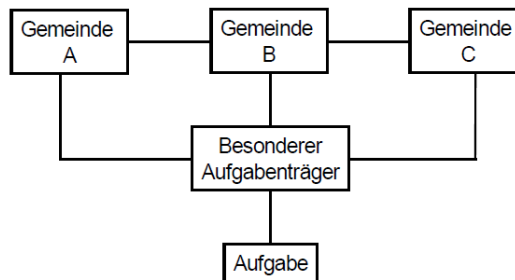 Gemeinde
A
Gemeinde
B
Gemeinde
C
Besonderer
Aufgabenträger
Aufgabe